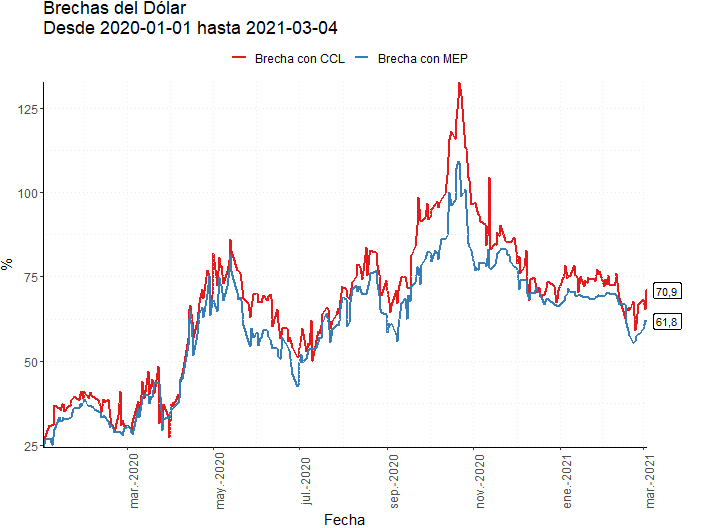 Brechas del Dólar
Desde 2020-01-01 hasta 2021-03-04
Brecha con CCL Brecha con MEP
125
100
75
50
25
%
70,9
61,8
mar.-2020 may.-2020 jul.-2020 sep.-2020 nov.-2020 ene.-2021 mar.-2021
Fecha